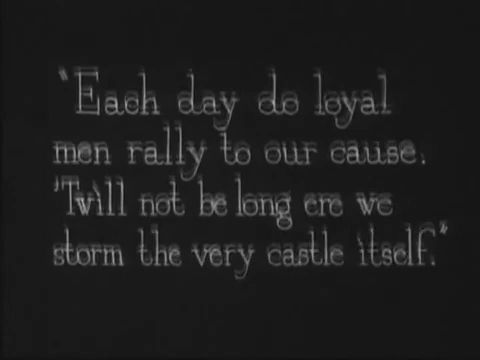 "Each day do loyal
men rally to our cause.
'Twill not be long ere we
storm the very castle itself."